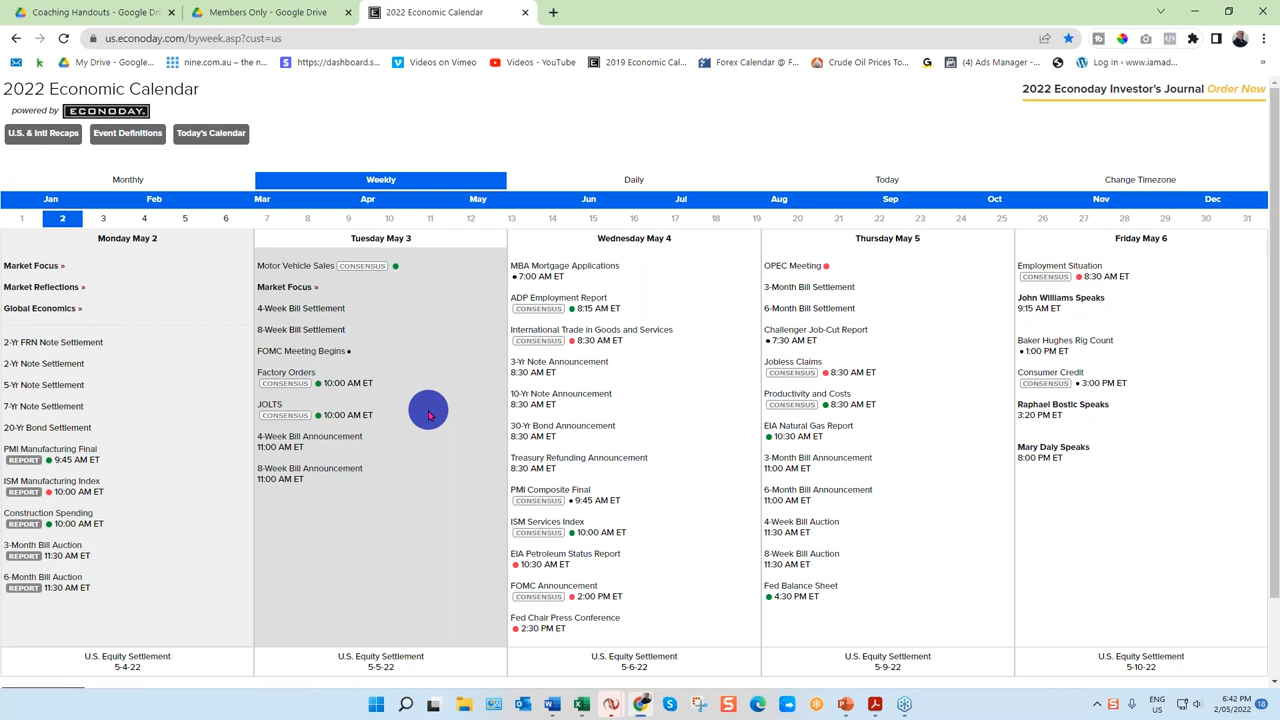 Coaching Handouts - Google Dri
Members Only - Google Drive
2022 Economic Calendar
us.econoday.com/byweek.asp?cust=us
My Drive - Google...
nine.com.au – the n...
https://dashboard.s...
Videos on Vimeo
Videos - YouTube
2019 Economic Cal...
Forex Calendar @ F...
Crude Oil Prices To...
(4) Ads Manager -...
Log In ‹ www.iamad...
2022 Economic Calendar
2022 Econoday Investor's Journal Order Now
powered by ECONODAY.
U.S. & Intl Recaps
Event Definitions
Today's Calendar
Monthly Weekly Daily Today Change Timezone
Jan Feb Mar Apr May Jun Jul Aug Sep Oct Nov Dec
1 2 3 4 5 6 7 8 9 10 11 12 13 14 15 16 17 18 19 20 21 22 23 24 25 26 27 28 29 30 31
Monday May 2
Market Focus »
Market Reflections »
Global Economics »
2-Yr FRN Note Settlement
2-Yr Note Settlement
5-Yr Note Settlement
7-Yr Note Settlement
20-Yr Bond Settlement
PMI Manufacturing Final
REPORT 9:45 AM ET
ISM Manufacturing Index
REPORT 10:00 AM ET
Construction Spending
REPORT 10:00 AM ET
3-Month Bill Auction
REPORT 11:30 AM ET
6-Month Bill Auction
REPORT 11:30 AM ET
U.S. Equity Settlement
5-4-22
Tuesday May 3
Motor Vehicle Sales CONSENSUS
Market Focus »
4-Week Bill Settlement
8-Week Bill Settlement
FOMC Meeting Begins
Factory Orders
CONSENSUS 10:00 AM ET
JOLTS
CONSENSUS 10:00 AM ET
4-Week Bill Announcement
11:00 AM ET
8-Week Bill Announcement
11:00 AM ET
U.S. Equity Settlement
5-5-22
Wednesday May 4
MBA Mortgage Applications
7:00 AM ET
ADP Employment Report
CONSENSUS 8:15 AM ET
International Trade in Goods and Services
CONSENSUS 8:30 AM ET
3-Yr Note Announcement
8:30 AM ET
10-Yr Note Announcement
8:30 AM ET
30-Yr Bond Announcement
8:30 AM ET
Treasury Refunding Announcement
8:30 AM ET
PMI Composite Final
CONSENSUS 9:45 AM ET
ISM Services Index
CONSENSUS 10:00 AM ET
EIA Petroleum Status Report
10:30 AM ET
FOMC Announcement
CONSENSUS 2:00 PM ET
Fed Chair Press Conference
2:30 PM ET
U.S. Equity Settlement
5-6-22
Thursday May 5
OPEC Meeting
3-Month Bill Settlement
6-Month Bill Settlement
Challenger Job-Cut Report
7:30 AM ET
Jobless Claims
CONSENSUS 8:30 AM ET
Productivity and Costs
CONSENSUS 8:30 AM ET
EIA Natural Gas Report
10:30 AM ET
3-Month Bill Announcement
11:00 AM ET
6-Month Bill Announcement
11:00 AM ET
4-Week Bill Auction
11:30 AM ET
8-Week Bill Auction
11:30 AM ET
Fed Balance Sheet
4:30 PM ET
U.S. Equity Settlement
5-9-22
Friday May 6
Employment Situation
CONSENSUS 8:30 AM ET
John Williams Speaks
9:15 AM ET
Baker Hughes Rig Count
1:00 PM ET
Consumer Credit
CONSENSUS 3:00 PM ET
Raphael Bostic Speaks
3:20 PM ET
Mary Daly Speaks
8:00 PM ET
U.S. Equity Settlement
5-10-22
ENG
US
6:42 PM
2/05/2022
18